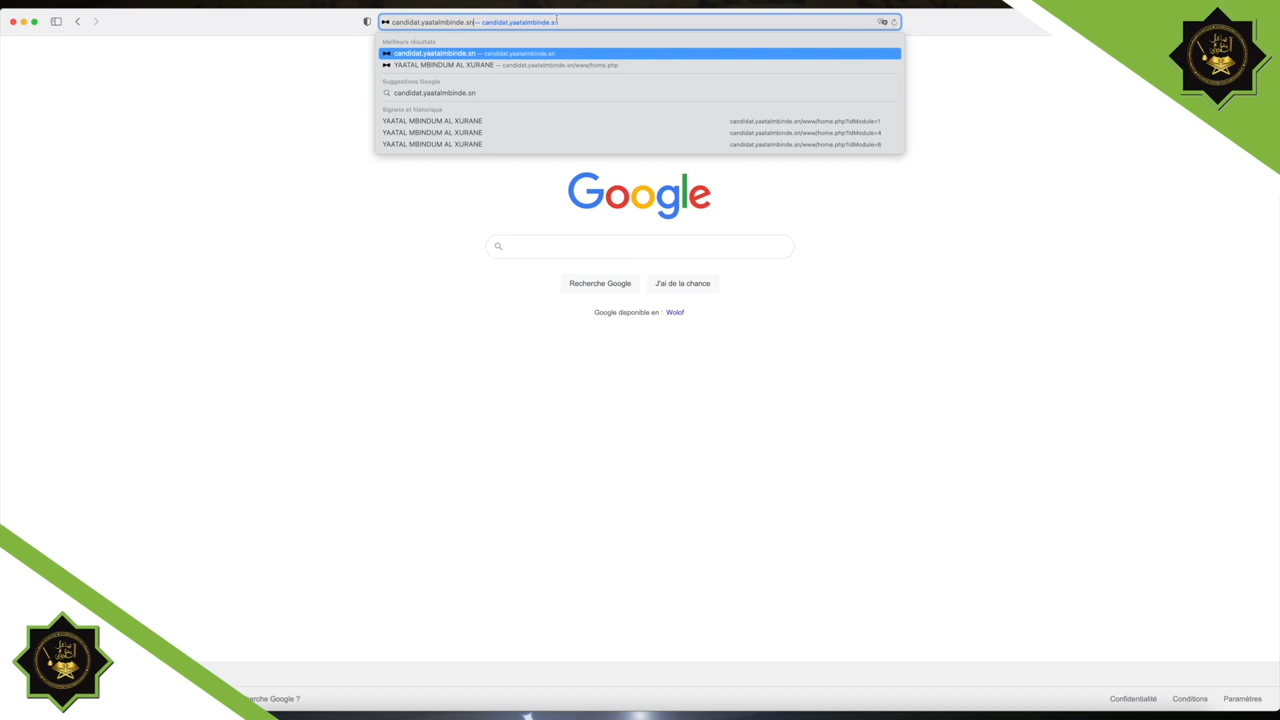 candidat.yaatalmbinde.sn — candidat.yaatalmbinde.sn
Meilleurs résultats
candidat.yaatalmbinde.sn — candidat.yaatalmbinde.sn
YAATAL MBINDUM AL XURANE — candidat.yaatalmbinde.sn/www/home.php
Suggestions Google
candidat.yaatalmbinde.sn
Signets et historique
YAATAL MBINDUM AL XURANE candidat.yaatalmbinde.sn/www/home.php?idModule=1
YAATAL MBINDUM AL XURANE candidat.yaatalmbinde.sn/www/home.php?idModule=4
YAATAL MBINDUM AL XURANE candidat.yaatalmbinde.sn/www/home.php?idModule=6
Google
Recherche Google J'ai de la chance
Google disponible en : Wolof
Google ? Confidentialité Conditions Paramètres